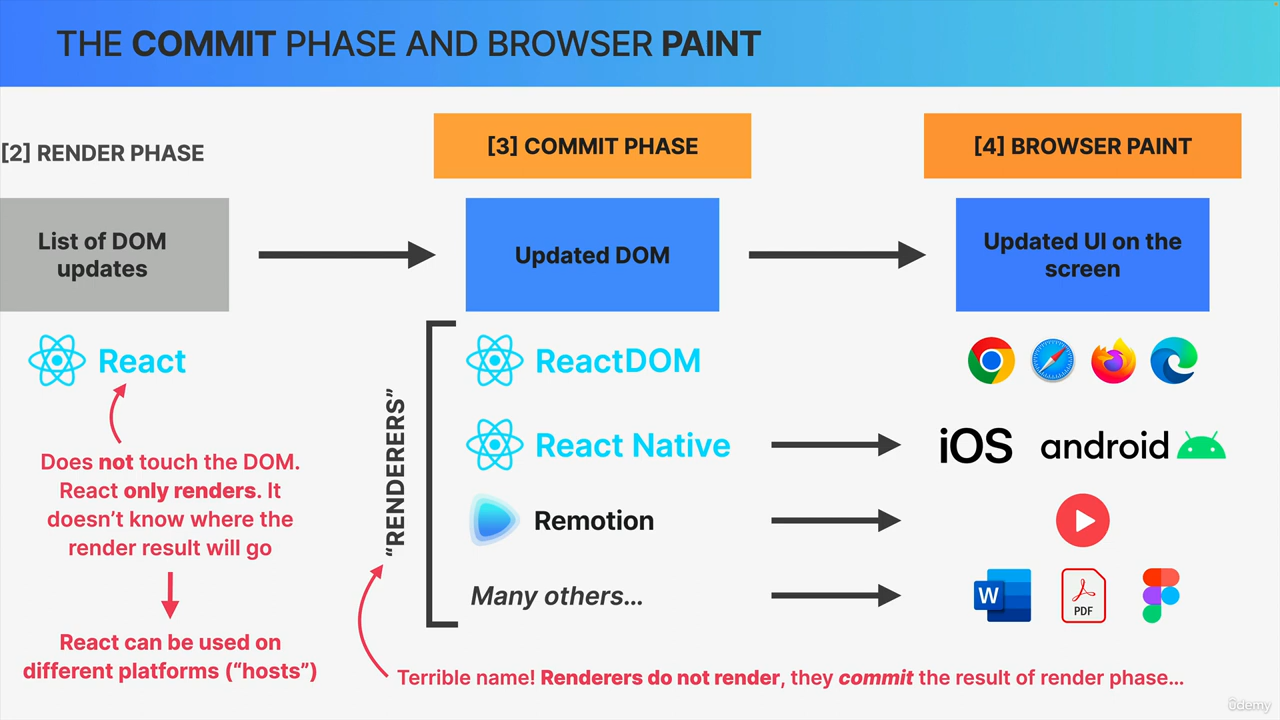 THE COMMIT PHASE AND BROWSER PAINT
[2] RENDER PHASE
[3] COMMIT PHASE
[4] BROWSER PAINT
List of DOM
updates
Updated DOM
Updated UI on the
screen
React
Does not touch the DOM.
React only renders. It
doesn’t know where the
render result will go
React can be used on
different platforms (“hosts”)
“RENDERERS”
ReactDOM
React Native
iOS
android
Remotion
Many others…
W
PDF
Terrible name! Renderers do not render, they commit the result of render phase…
ûdemy